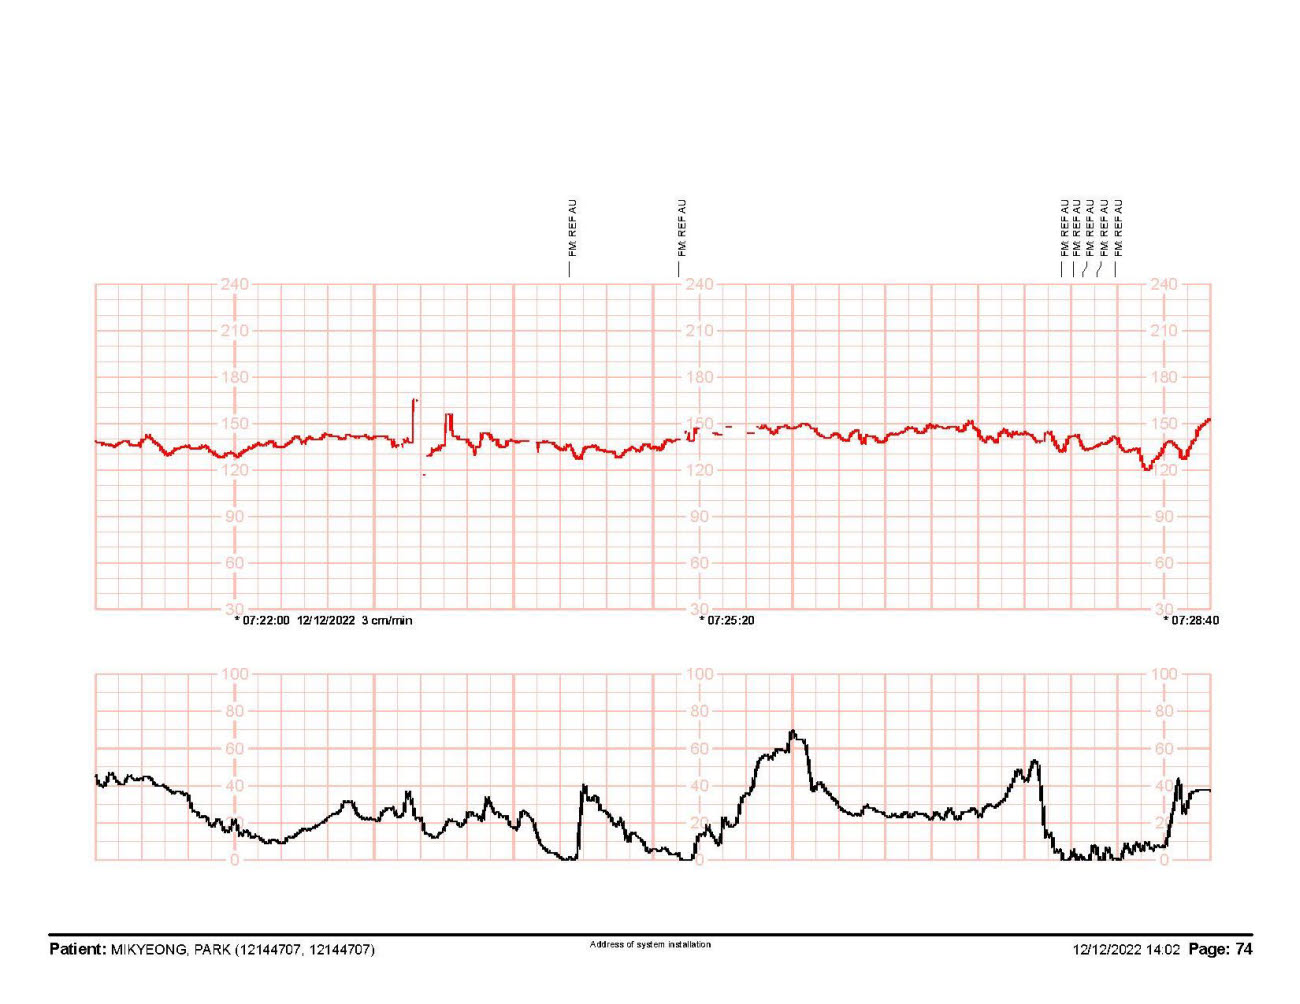 FM: REF AU
FM: REF AU
FM: REF AU
FM: REF AU
FM: REF AU
FM: REF AU
FM: REF AU
240 240 240
210 210 210
180 180 180
150 150 150
120 120 120
90 90 90
60 60 60
30 30 30
* 07:22:00 12/12/2022 3 cm/min * 07:25:20 * 07:28:40
100 100 100
80 80 80
60 60 60
40 40 40
20 20 20
0 0 0
Patient: MIKYEONG, PARK (12144707, 12144707) Address of system installation 12/12/2022 14:02 Page: 74